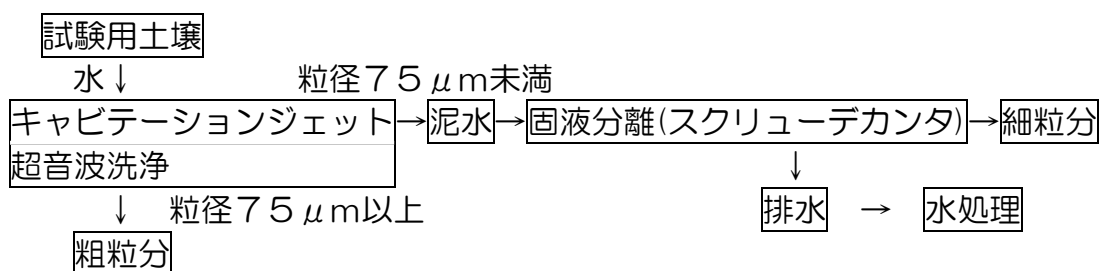 試験用土壌
水↓ 粒径75μm未満
キャビテーションジェット→泥水→固液分離(スクリューデカンタ)→細粒分
超音波洗浄 ↓
↓ 粒径75μm以上 排水 → 水処理
粗粒分